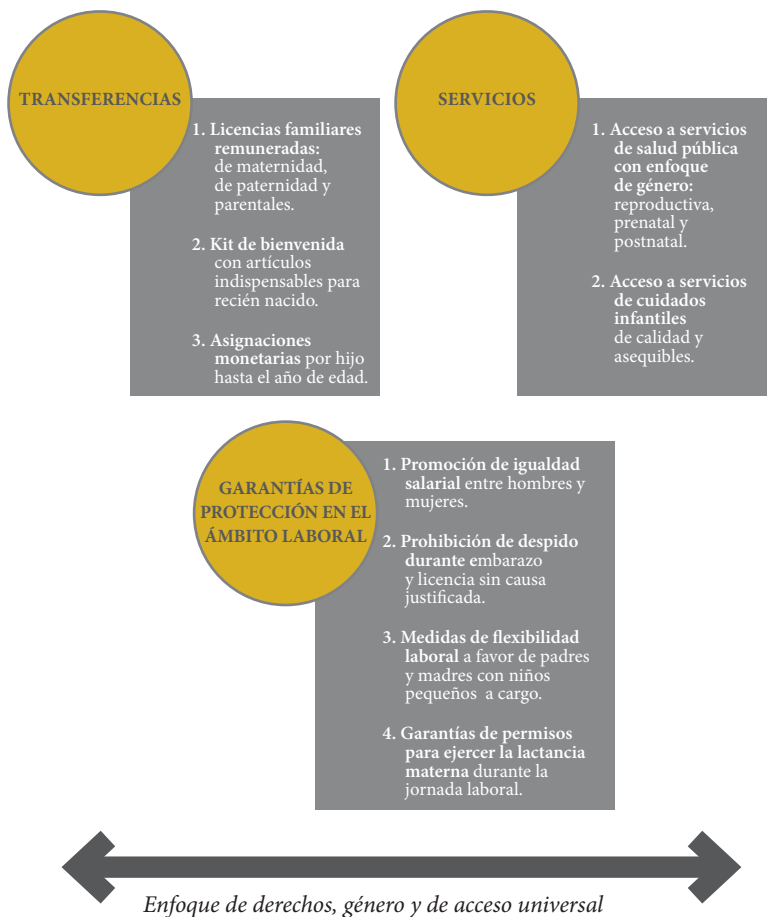 TRANSFERENCIAS
1. Licencias familiares
remuneradas:
de maternidad,
de paternidad y
parentales.
2. Kit de bienvenida
con artículos
indispensables para
recién nacido.
3. Asignaciones
monetarias por hijo
hasta el año de edad.
SERVICIOS
1. Acceso a servicios
de salud pública
con enfoque
de género:
reproductiva,
prenatal y
postnatal.
2. Acceso a servicios
de cuidados
infantiles
de calidad y
asequibles.
GARANTÍAS DE
PROTECCIÓN EN EL
ÁMBITO LABORAL
1. Promoción de igualdad
salarial entre hombres y
mujeres.
2. Prohibición de despido
durante embarazo
y licencia sin causa
justificada.
3. Medidas de flexibilidad
laboral a favor de padres
y madres con niños
pequeños a cargo.
4. Garantías de permisos
para ejercer la lactancia
materna durante la
jornada laboral.
Enfoque de derechos, género y de acceso universal